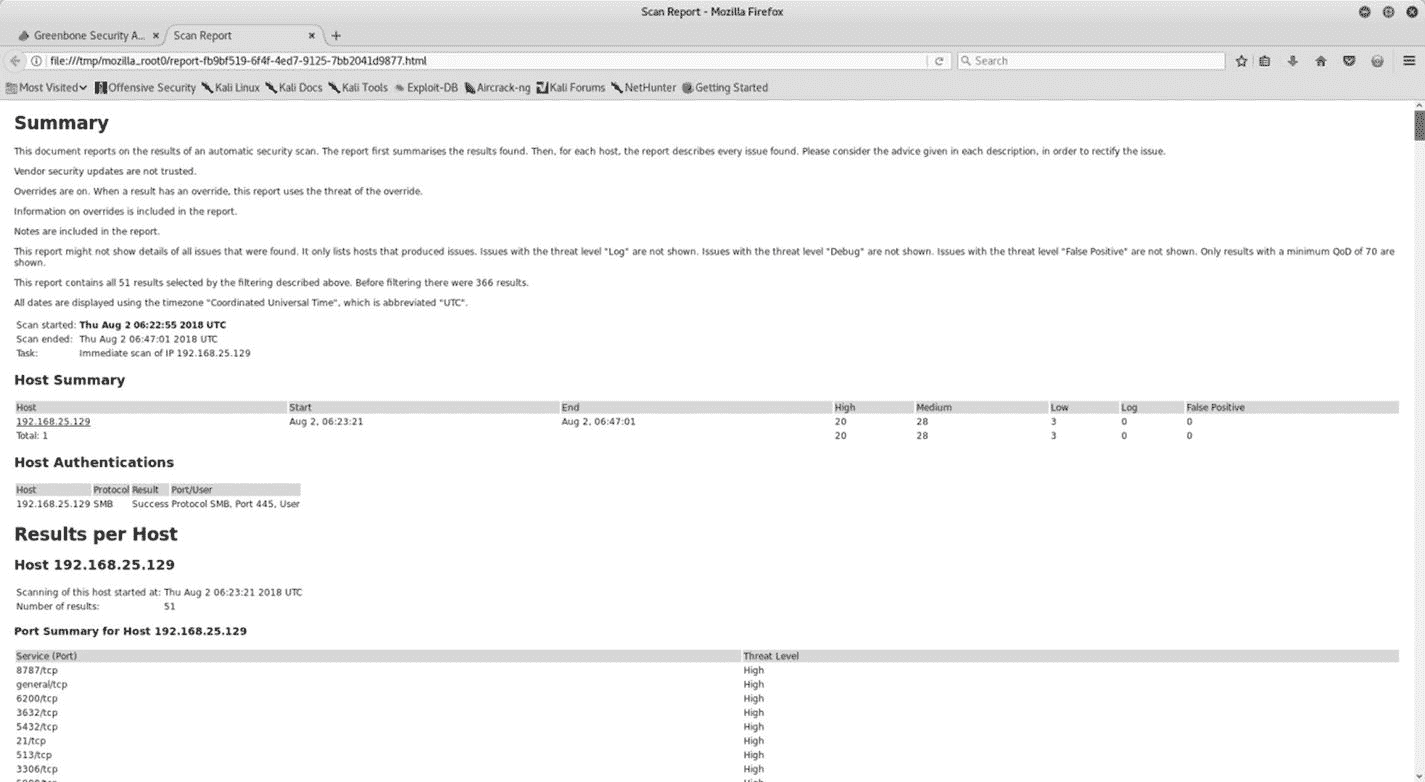 Scan Report - Mozilla Firefox
Greenbone Security A... × Scan Report × +
file:///tmp/mozilla_root0/report-fb9bf519-6f4f-4ed7-9125-7bb2041d9877.html Search
Most Visited Offensive Security Kali Linux Kali Docs Kali Tools Exploit-DB Aircrack-ng Kali Forums NetHunter Getting Started
Summary
This document reports on the results of an automatic security scan. The report first summarises the results found. Then, for each host, the report describes every issue found. Please consider the advice given in each description, in order to rectify the issue.
Vendor security updates are not trusted.
Overrides are on. When a result has an override, this report uses the threat of the override.
Information on overrides is included in the report.
Notes are included in the report.
This report might not show details of all issues that were found. It only lists hosts that produced issues. Issues with the threat level "Log" are not shown. Issues with the threat level "Debug" are not shown. Issues with the threat level "False Positive" are not shown. Only results with a minimum QoD of 70 are
shown.
This report contains all 51 results selected by the filtering described above. Before filtering there were 366 results.
All dates are displayed using the timezone "Coordinated Universal Time", which is abbreviated "UTC".
Scan started: Thu Aug 2 06:22:55 2018 UTC
Scan ended: Thu Aug 2 06:47:01 2018 UTC
Task: Immediate scan of IP 192.168.25.129
Host Summary
Host Start End High Medium Low Log False Positive
192.168.25.129 Aug 2, 06:23:21 Aug 2, 06:47:01 20 28 3 0 0
Total: 1 20 28 3 0 0
Host Authentications
Host Protocol Result Port/User
192.168.25.129 SMB Success Protocol SMB, Port 445, User
Results per Host
Host 192.168.25.129
Scanning of this host started at: Thu Aug 2 06:23:21 2018 UTC
Number of results: 51
Port Summary for Host 192.168.25.129
Service (Port) Threat Level
8787/tcp High
general/tcp High
6200/tcp High
3632/tcp High
5432/tcp High
21/tcp High
513/tcp High
3306/tcp High